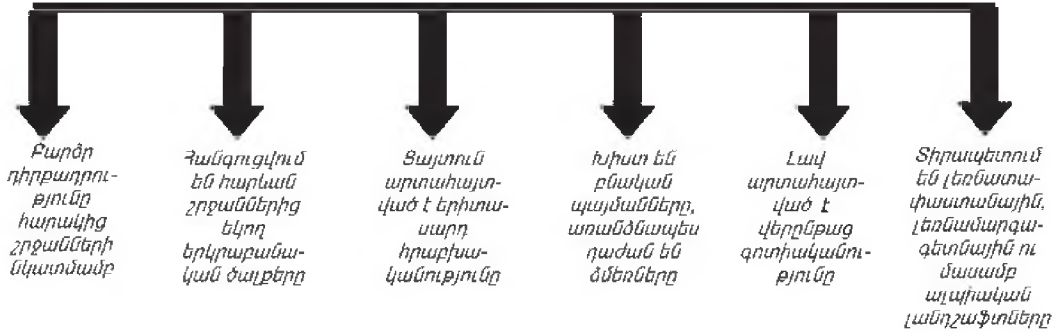 Բարձր
դիրքադրու-
թյունը
հարակից
շրջանների
նկատմամբ
Հանգուցվում
են հարևան
շրջաններից
եկող
երկրաբանա-
կան ծալքերը
Ցայտուն
արտահայտ-
ված է երիտա-
սարդ
հրաբխա-
կանությունը
Խիստ են
բնական
պայմանները,
առանձնապես
դաժան են
ձմեռները
Լավ
արտահայտ-
ված է
վերընթաց
գոտիականու-
թյունը
Տիրապետում
են լեռնատա-
փաստանային,
լեռնամարգա-
գետնային ու
մասամբ
ալպիական
լանդշաֆտները